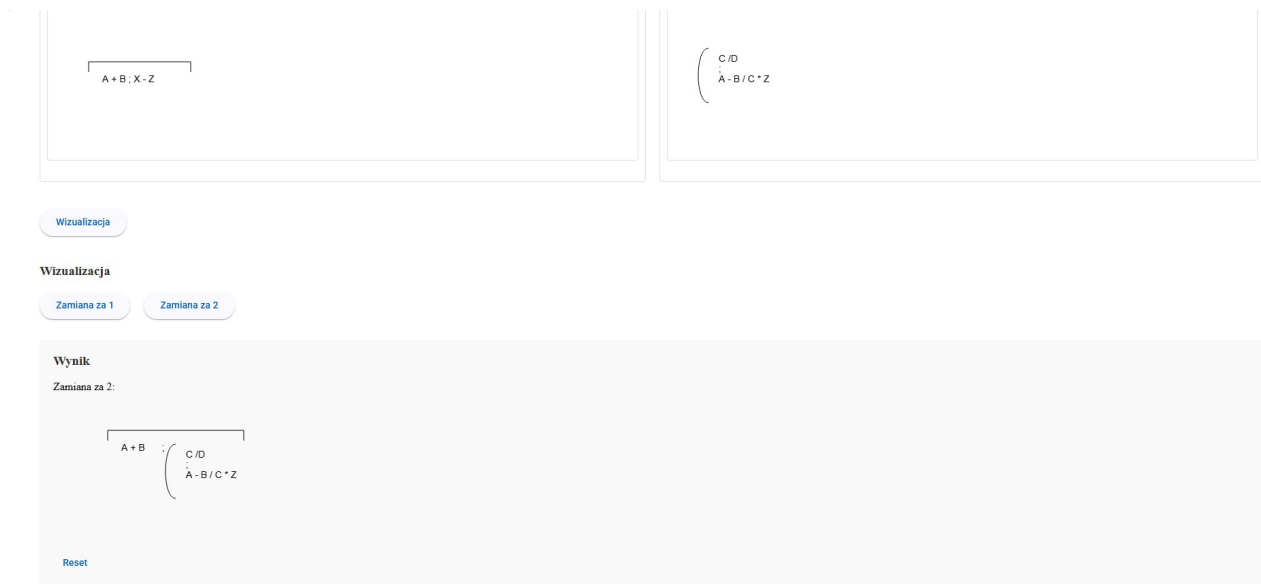 A + B ; X - Z
C /D
;
A - B / C * Z
Wizualizacja
Wizualizacja
Zamiana za 1
Zamiana za 2
Wynik
Zamiana za 2:
A + B ;
C /D
;
A - B / C * Z
Reset